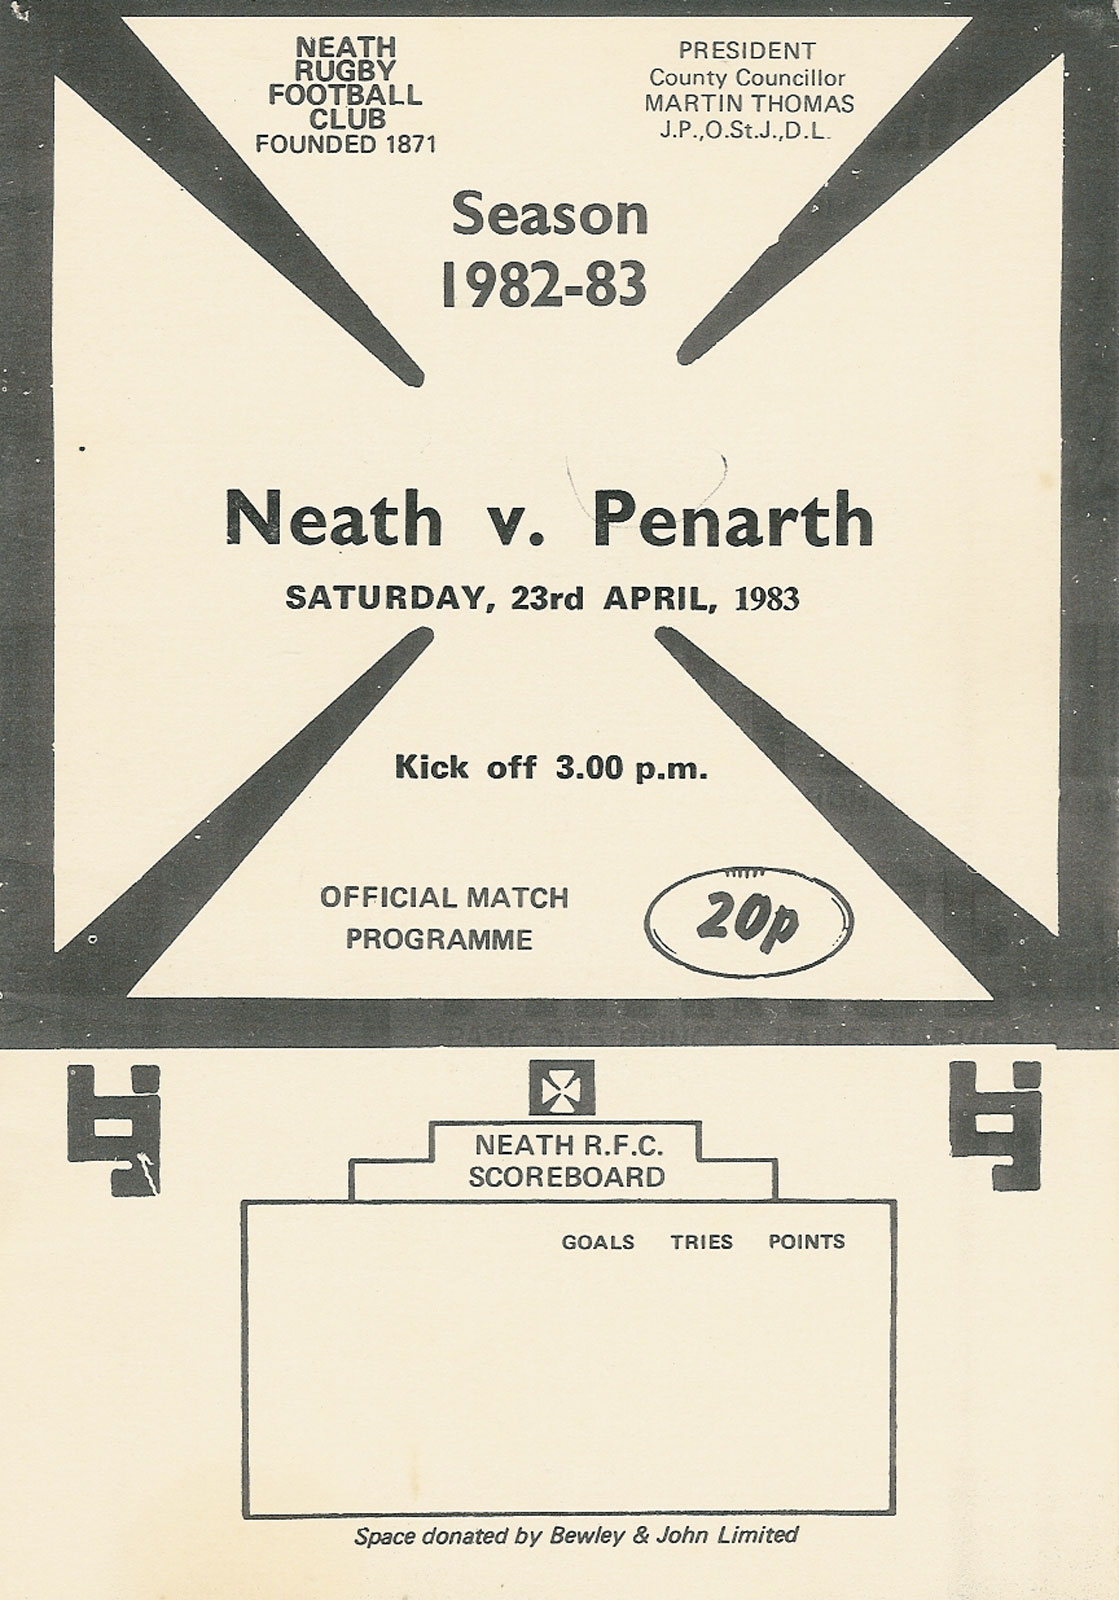 NEATH
RUGBY
FOOTBALL
CLUB
FOUNDED 1871
PRESIDENT
County Councillor
MARTIN THOMAS
J.P.,O.St.J.,D.L.
Season
1982-83
Neath v. Penarth
SATURDAY, 23rd APRIL, 1983
Kick off 3.00 p.m.
OFFICIAL MATCH
PROGRAMME
20p
NEATH R.F.C.
SCOREBOARD
GOALS TRIES POINTS
Space donated by Bewley & John Limited